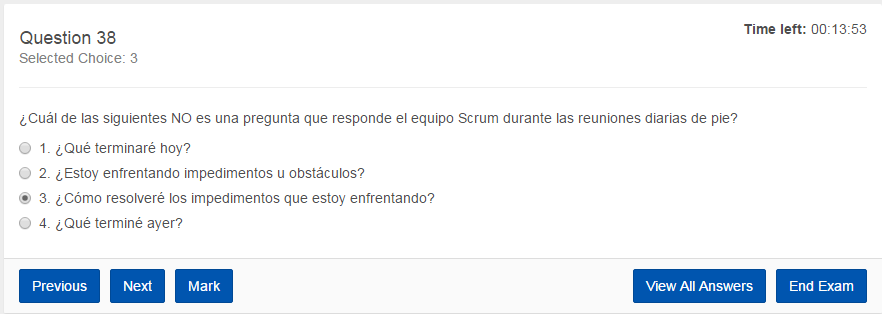 Question 38
Time left: 00:13:53
Selected Choice: 3
¿Cuál de las siguientes NO es una pregunta que responde el equipo Scrum durante las reuniones diarias de pie?
1. ¿Qué terminaré hoy?
2. ¿Estoy enfrentando impedimentos u obstáculos?
3. ¿Cómo resolveré los impedimentos que estoy enfrentando?
4. ¿Qué terminé ayer?
Previous Next Mark View All Answers End Exam